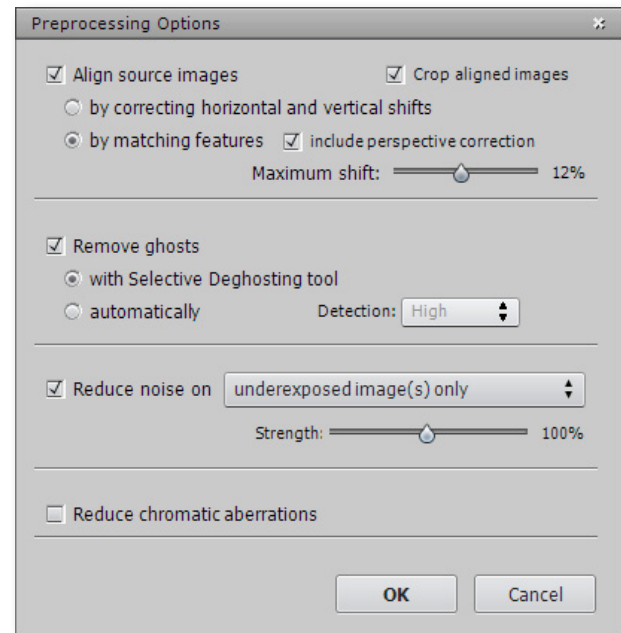 Preprocessing Options
Align source images Crop aligned images
by correcting horizontal and vertical shifts
by matching features include perspective correction
Maximum shift: 12%
Remove ghosts
with Selective Deghosting tool
automatically Detection: High
Reduce noise on underexposed image(s) only
Strength: 100%
Reduce chromatic aberrations
OK Cancel